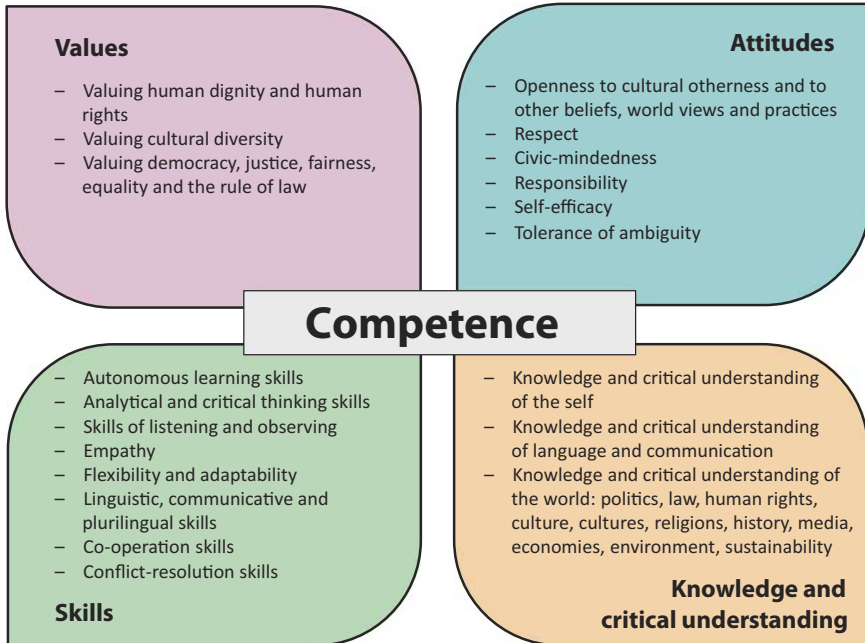 Values
– Valuing human dignity and human
rights
– Valuing cultural diversity
– Valuing democracy, justice, fairness,
equality and the rule of law
Attitudes
– Openness to cultural otherness and to
other beliefs, world views and practices
– Respect
– Civic-mindedness
– Responsibility
– Self-efficacy
– Tolerance of ambiguity
Competence
– Autonomous learning skills
– Analytical and critical thinking skills
– Skills of listening and observing
– Empathy
– Flexibility and adaptability
– Linguistic, communicative and
plurilingual skills
– Co-operation skills
– Conflict-resolution skills
Skills
– Knowledge and critical understanding
of the self
– Knowledge and critical understanding
of language and communication
– Knowledge and critical understanding of
the world: politics, law, human rights,
culture, cultures, religions, history, media,
economies, environment, sustainability
Knowledge and
critical understanding